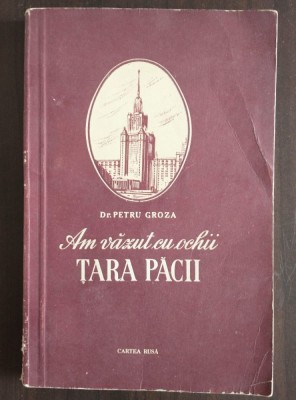 Dr. PETRU GROZA
Am văzut cu ochii
ȚARA PĂCII
CARTEA RUSĂ